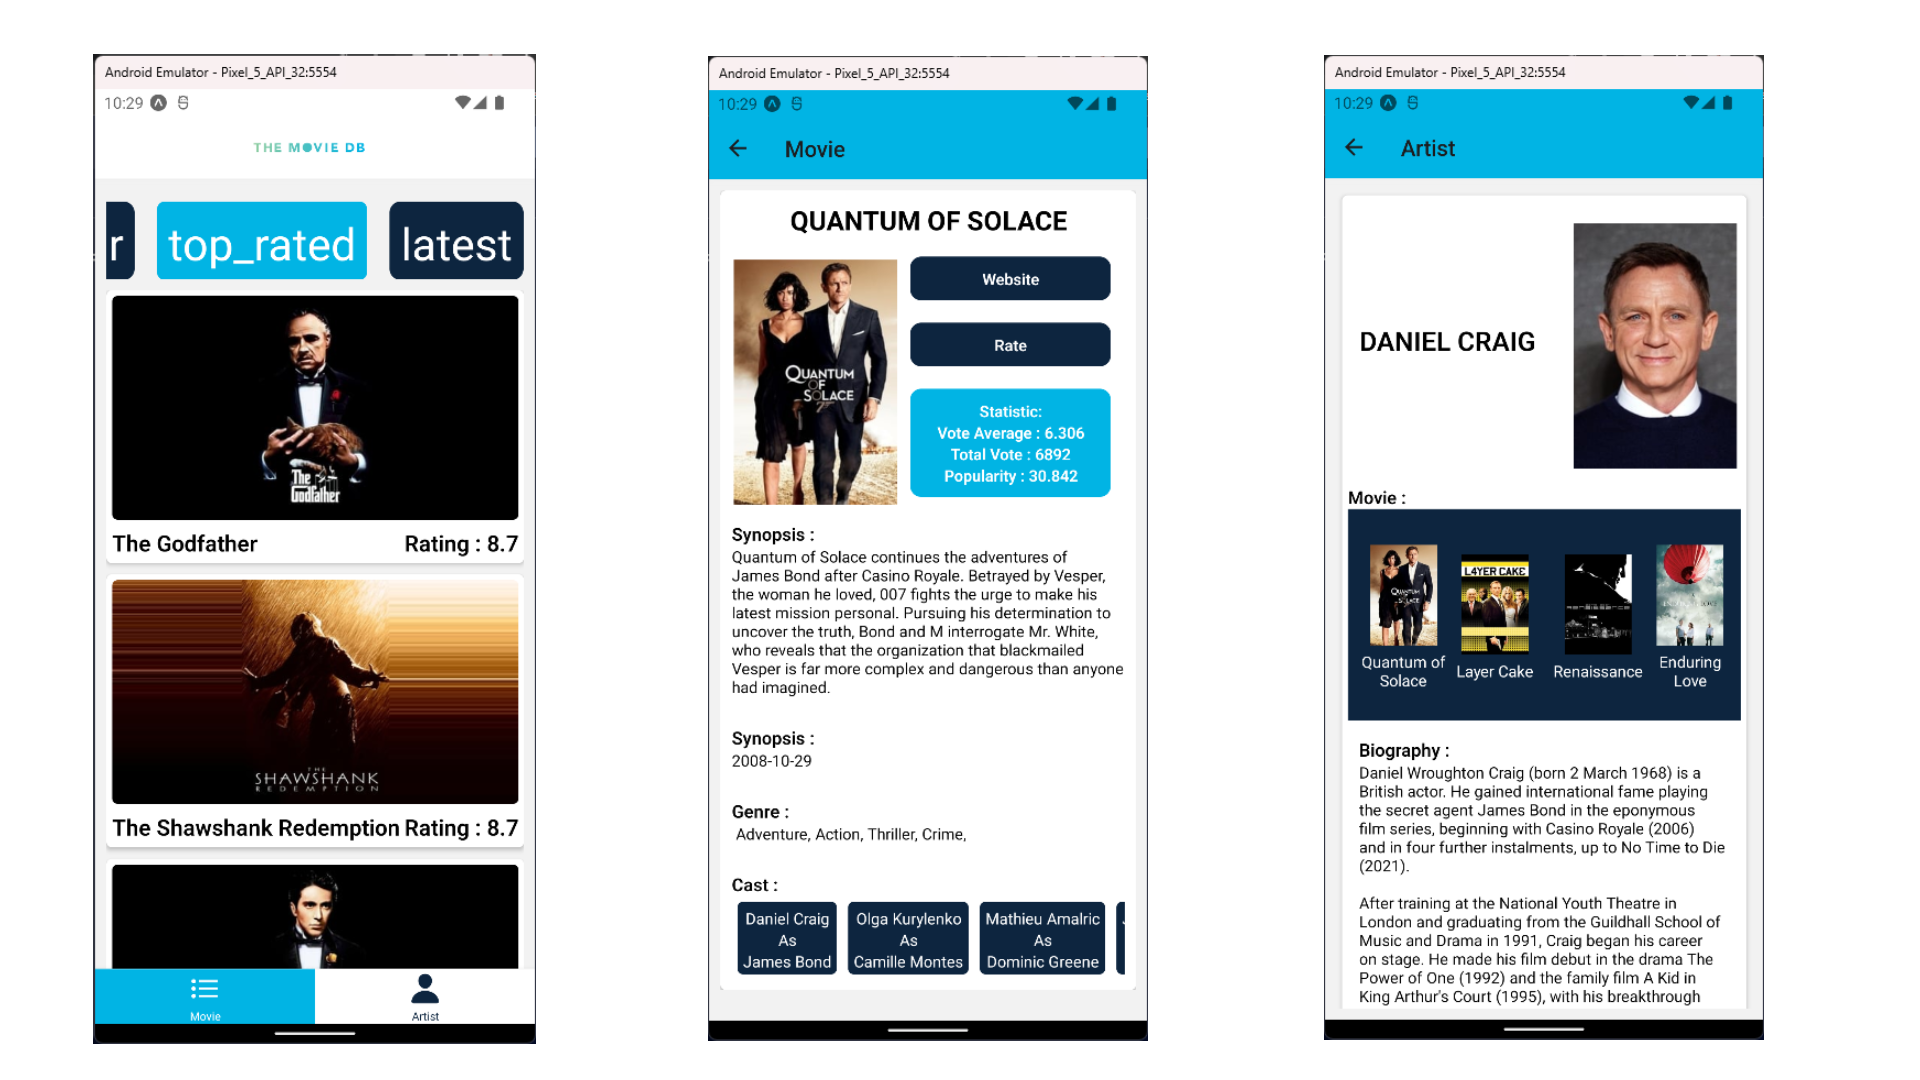 Android Emulator - Pixel_5_API_32:5554
10:29
THE MOVIE DB
r
top_rated
latest
The
Godfather
The Godfather
Rating : 8.7
THE
SHAWSHANK
REDEMPTION
The Shawshank Redemption
Rating : 8.7
Movie
Artist
Android Emulator - Pixel_5_API_32:5554
10:29
Movie
QUANTUM OF SOLACE
QUANTUM
OF
SOLACE
007
Website
Rate
Statistic:
Vote Average : 6.306
Total Vote : 6892
Popularity : 30.842
Synopsis :
Quantum of Solace continues the adventures of
James Bond after Casino Royale. Betrayed by Vesper,
the woman he loved, 007 fights the urge to make his
latest mission personal. Pursuing his determination to
uncover the truth, Bond and M interrogate Mr. White,
who reveals that the organization that blackmailed
Vesper is far more complex and dangerous than anyone
had imagined.
Synopsis :
2008-10-29
Genre :
Adventure, Action, Thriller, Crime,
Cast :
Daniel Craig
As
James Bond
Olga Kurylenko
As
Camille Montes
Mathieu Amalric
As
Dominic Greene
Android Emulator - Pixel_5_API_32:5554
10:29
Artist
DANIEL CRAIG
Movie :
QUANTUM
OF
SOLACE
L4YER CAKE
RENAISSANCE
Quantum of
Solace
Layer Cake
Renaissance
Enduring
Love
Biography :
Daniel Wroughton Craig (born 2 March 1968) is a
British actor. He gained international fame playing
the secret agent James Bond in the eponymous
film series, beginning with Casino Royale (2006)
and in four further instalments, up to No Time to Die
(2021).
After training at the National Youth Theatre in
London and graduating from the Guildhall School of
Music and Drama in 1991, Craig began his career
on stage. He made his film debut in the drama The
Power of One (1992) and the family film A Kid in
King Arthur's Court (1995), with his breakthrough